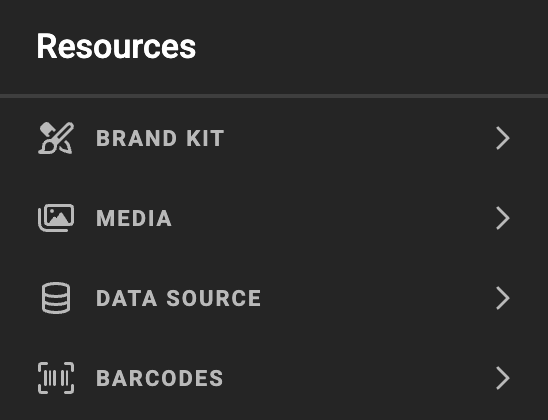 Resources
BRAND KIT
MEDIA
DATA SOURCE
BARCODES